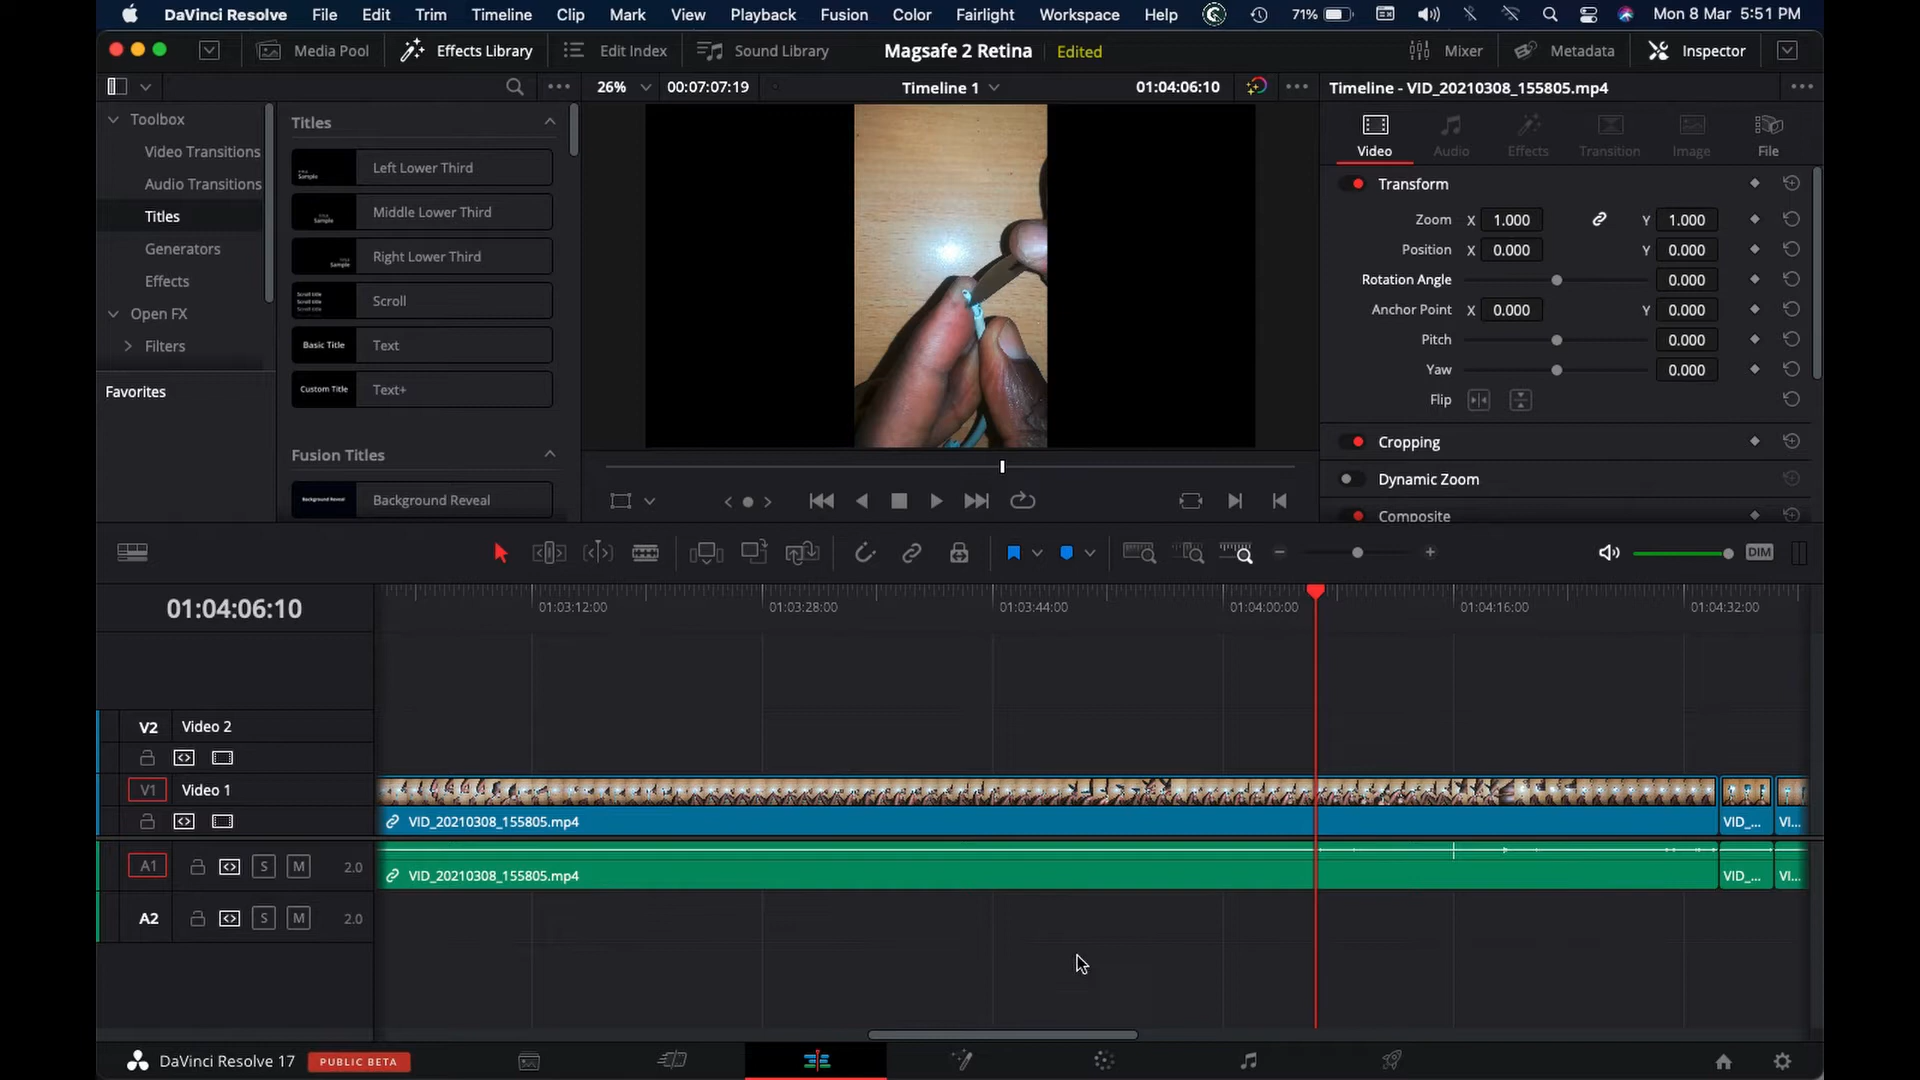 DaVinci Resolve File Edit Trim Timeline Clip Mark View Playback Fusion Color Fairlight Workspace Help 71% Mon 8 Mar 5:51 PM
Media Pool Effects Library Edit Index Sound Library Magsafe 2 Retina Edited Mixer Metadata Inspector
26% 00:07:07:19 Timeline 1 01:04:06:10 Timeline - VID_20210308_155805.mp4
Toolbox
Video Transitions
Audio Transitions
Titles
Generators
Effects
Open FX
Filters
Favorites
Titles
Sample Left Lower Third
Sample Middle Lower Third
Sample Right Lower Third
Scroll title Scroll title Scroll title Scroll
Basic Title Text
Custom Title Text+
Fusion Titles
Background Reveal Background Reveal
Video Audio Effects Transition Image File
Transform
Zoom X 1.000 Y 1.000
Position X 0.000 Y 0.000
Rotation Angle 0.000
Anchor Point X 0.000 Y 0.000
Pitch 0.000
Yaw 0.000
Flip
Cropping
Dynamic Zoom
Composite
DIM
01:04:06:10 01:03:12:00 01:03:28:00 01:03:44:00 01:04:00:00 01:04:16:00 01:04:32:00
V2 Video 2
V1 Video 1
VID_20210308_155805.mp4 VID_... VI...
A1 S M 2.0
VID_20210308_155805.mp4 VID_... VI...
A2 S M 2.0
DaVinci Resolve 17 PUBLIC BETA